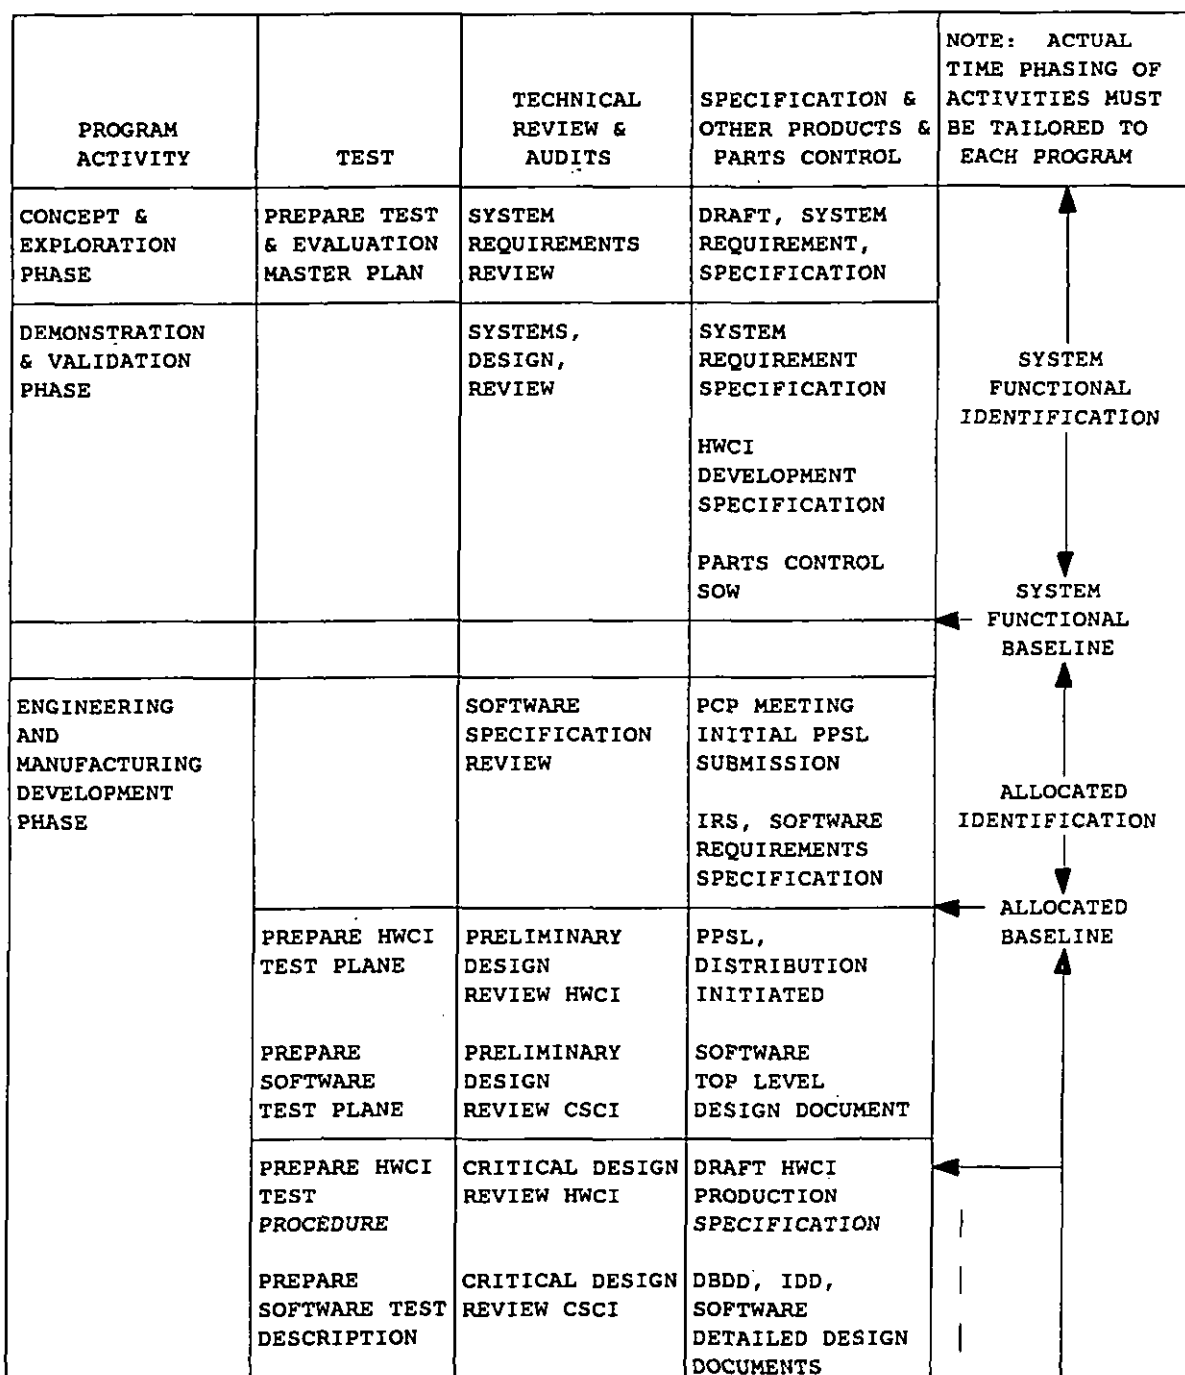 PROGRAM
ACTIVITY
TEST
TECHNICAL
REVIEW &
AUDITS
SPECIFICATION &
OTHER PRODUCTS &
PARTS CONTROL
NOTE: ACTUAL
TIME PHASING OF
ACTIVITIES MUST
BE TAILORED TO
EACH PROGRAM
CONCEPT &
EXPLORATION
PHASE
PREPARE TEST
& EVALUATION
MASTER PLAN
SYSTEM
REQUIREMENTS
REVIEW
DRAFT, SYSTEM
REQUIREMENT,
SPECIFICATION
DEMONSTRATION
& VALIDATION
PHASE
SYSTEMS,
DESIGN,
REVIEW
SYSTEM
REQUIREMENT
SPECIFICATION
HWCI
DEVELOPMENT
SPECIFICATION
PARTS CONTROL
SOW
SYSTEM
FUNCTIONAL
IDENTIFICATION
SYSTEM
FUNCTIONAL
BASELINE
ENGINEERING
AND
MANUFACTURING
DEVELOPMENT
PHASE
SOFTWARE
SPECIFICATION
REVIEW
PCP MEETING
INITIAL PPSL
SUBMISSION
IRS, SOFTWARE
REQUIREMENTS
SPECIFICATION
ALLOCATED
IDENTIFICATION
ALLOCATED
BASELINE
PREPARE HWCI
TEST PLANE
PRELIMINARY
DESIGN
REVIEW HWCI
PPSL,
DISTRIBUTION
INITIATED
PREPARE
SOFTWARE
TEST PLANE
PRELIMINARY
DESIGN
REVIEW CSCI
SOFTWARE
TOP LEVEL
DESIGN DOCUMENT
PREPARE HWCI
TEST
PROCEDURE
CRITICAL DESIGN
REVIEW HWCI
DRAFT HWCI
PRODUCTION
SPECIFICATION
PREPARE
SOFTWARE TEST
DESCRIPTION
CRITICAL DESIGN
REVIEW CSCI
DBDD, IDD,
SOFTWARE
DETAILED DESIGN
DOCUMENTS